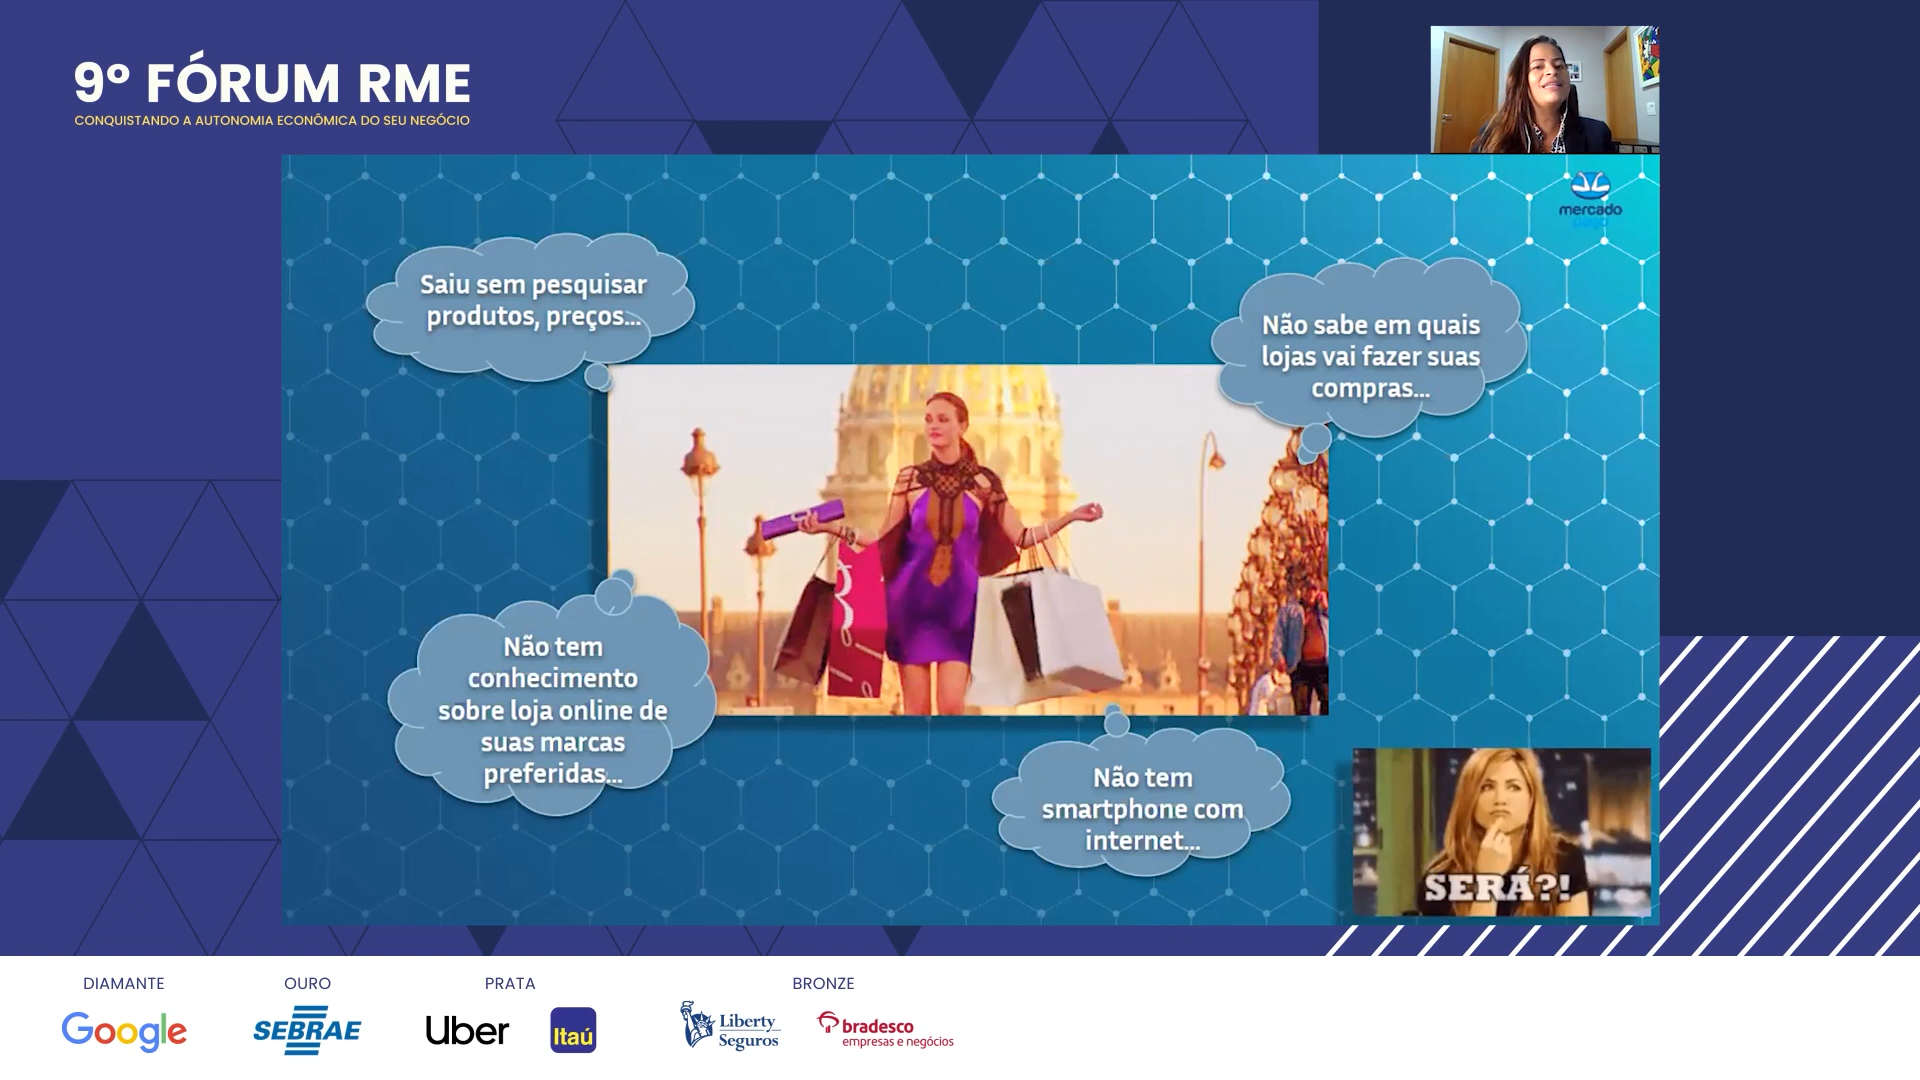 9º FÓRUM RME
CONQUISTANDO A AUTONOMIA ECONÔMICA DO SEU NEGÓCIO
mercado
pago
Saiu sem pesquisar
produtos, preços...
Não sabe em quais
lojas vai fazer suas
compras...
Não tem
conhecimento
sobre loja online de
suas marcas
preferidas...
Não tem
smartphone com
internet...
SERÁ?!
DIAMANTE
OURO
PRATA
BRONZE
Google
SEBRAE
Uber
Itaú
Liberty
Seguros
bradesco
empresas e negócios